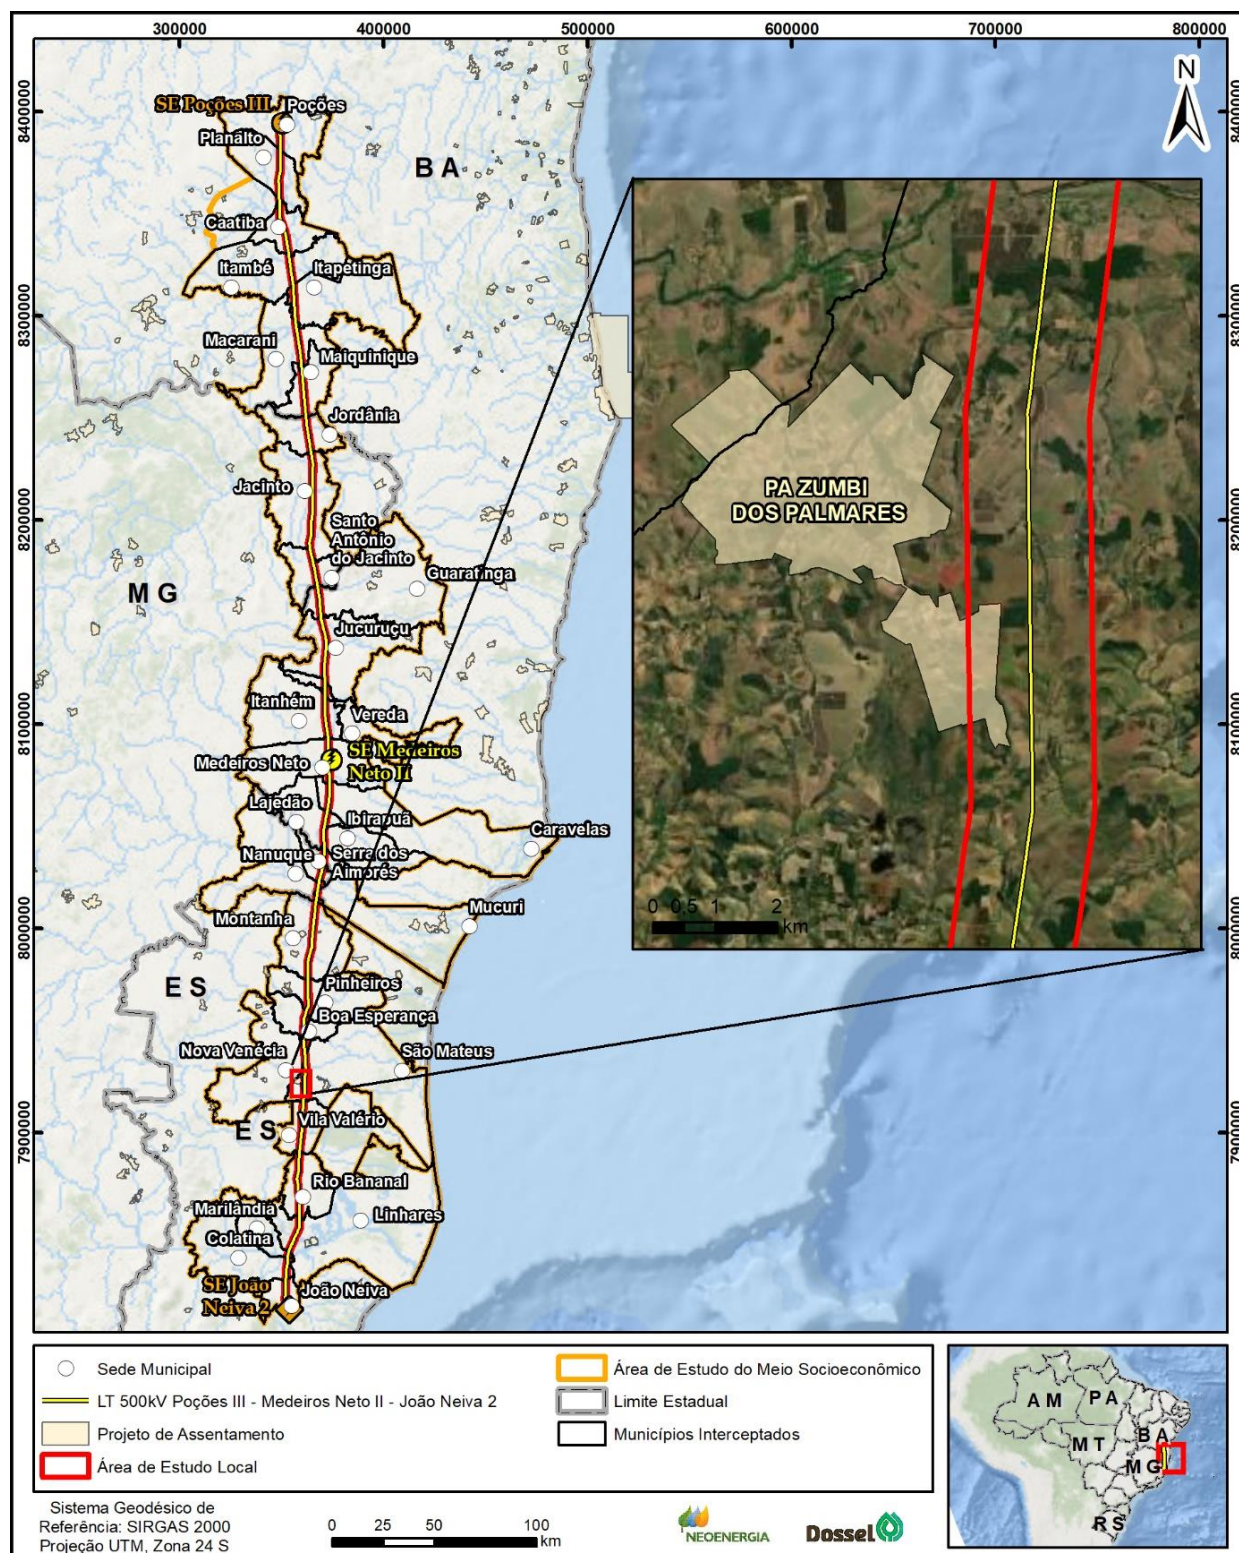 300000 400000 500000 600000 700000 800000
8400000
8300000
8200000
8100000
8000000
7900000
8400000
8300000
8200000
8100000
8000000
7900000
N
SE Poções III
Poções
Planalto
B A
Caatiba
Itambé
Itapetinga
Macarani
Maiquinique
Jordânia
Jacinto
Santo
Antônio
do Jacinto
Guaratinga
M G
Jucuruçu
Itanhém
Vereda
SE Medeiros
Neto II
Medeiros Neto
Lajedão
Ibirapuã
Caravelas
Nanuque
Serra dos
Aimorés
Mucuri
Montanha
E S
Pinheiros
Boa Esperança
Nova Venécia
São Mateus
Vila Valério
E S
Rio Bananal
Marilândia
Linhares
Colatina
SE João
Neiva 2
João Neiva
PA ZUMBI
DOS PALMARES
0 0,5 1 2
km
Sede Municipal
LT 500kV Poções III - Medeiros Neto II - João Neiva 2
Projeto de Assentamento
Área de Estudo Local
Área de Estudo do Meio Socioeconômico
Limite Estadual
Municípios Interceptados
A M
P A
M T
B A
M G
R S
Sistema Geodésico de
Referência: SIRGAS 2000
Projeção UTM, Zona 24 S
0 25 50 100
km
NEOENERGIA
Dossel